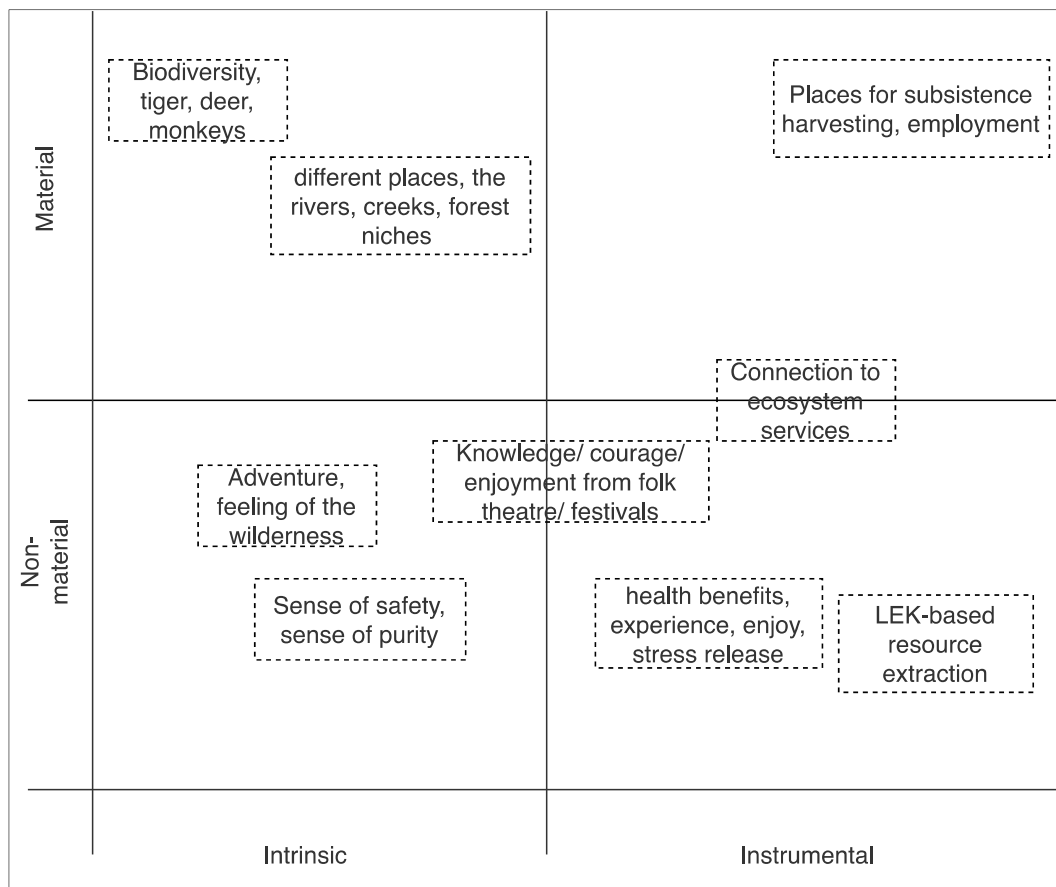 Biodiversity,
tiger, deer,
monkeys
Places for subsistence
harvesting, employment
different places, the
rivers, creeks, forest
niches
Material
Connection to
ecosystem
services
Knowledge/ courage/
enjoyment from folk
theatre/ festivals
Adventure,
feeling of the
wilderness
Non-
material
Sense of safety,
sense of purity
health benefits,
experience, enjoy,
stress release
LEK-based
resource
extraction
Intrinsic
Instrumental